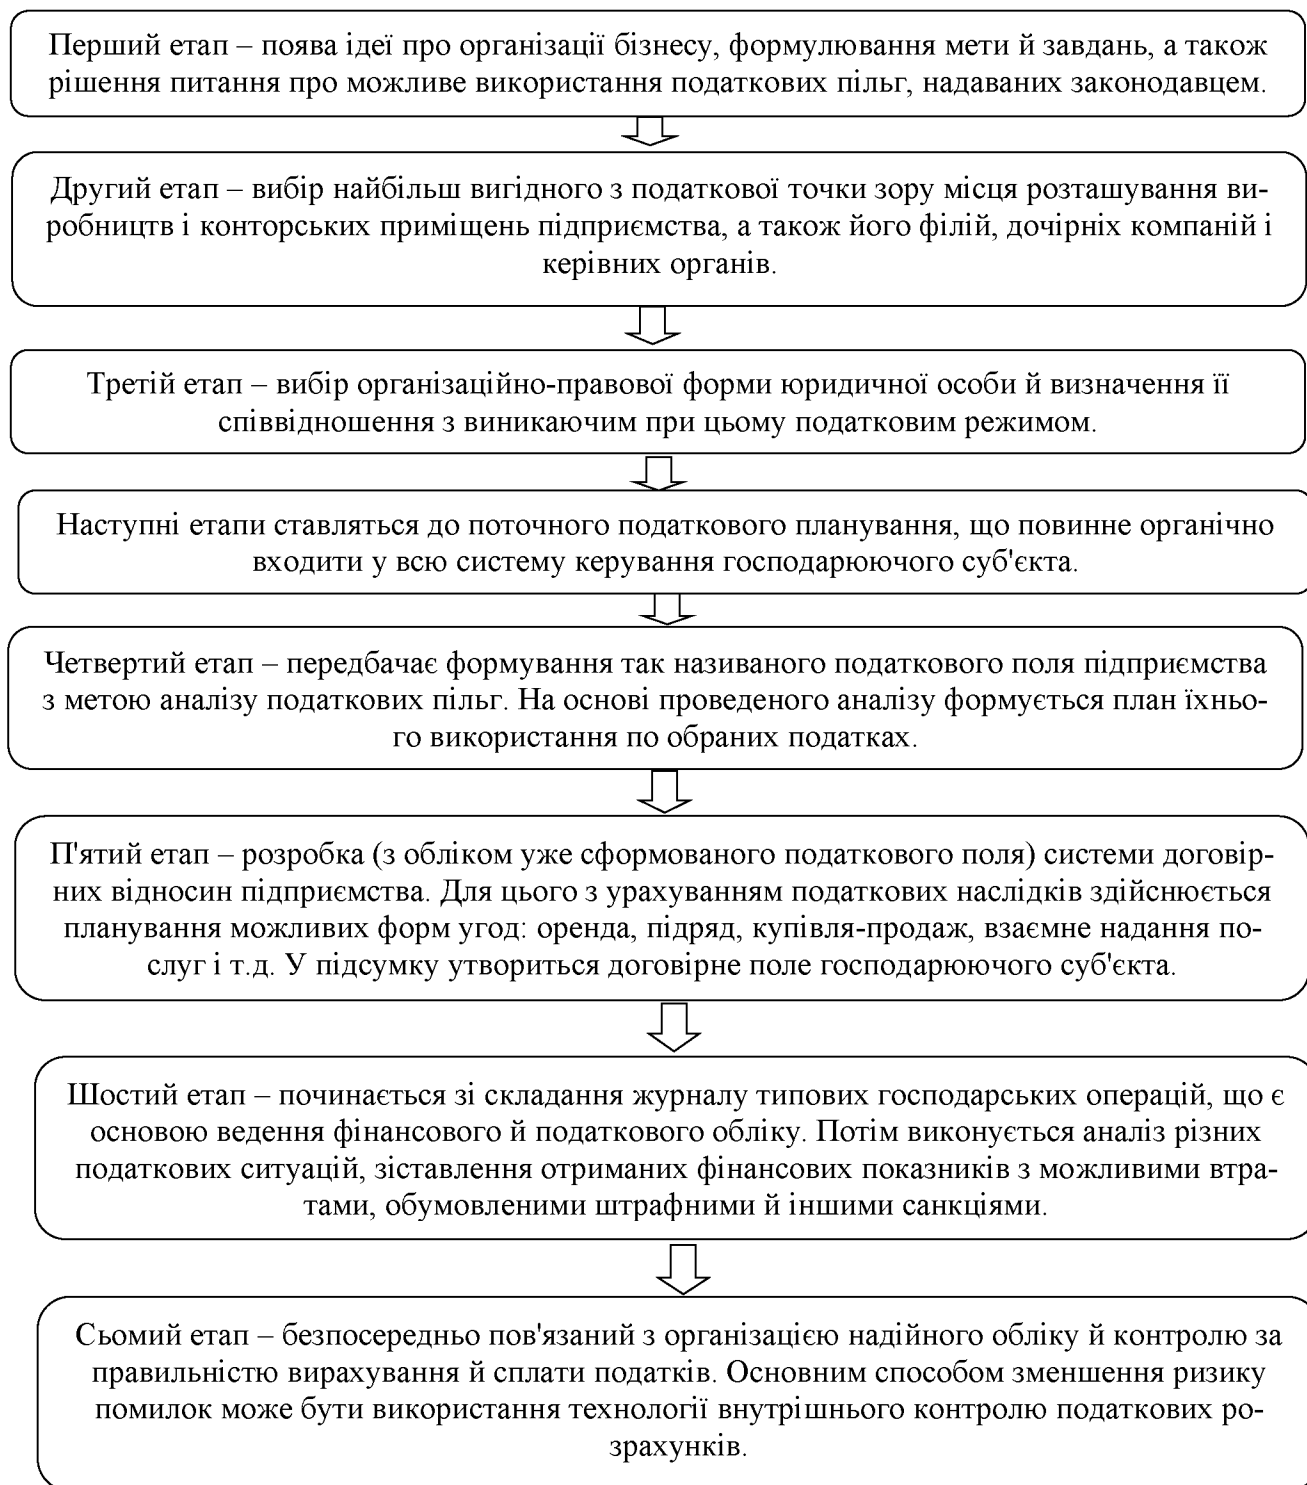 Перший етап – поява ідеї про організації бізнесу, формулювання мети й завдань, а також
рішення питання про можливе використання податкових пільг, надаваних законодавцем.
Другий етап – вибір найбільш вигідного з податкової точки зору місця розташування ви-
робництв і конторських приміщень підприємства, а також його філій, дочірніх компаній і
керівних органів.
Третій етап – вибір організаційно-правової форми юридичної особи й визначення її
співвідношення з виникаючим при цьому податковим режимом.
Наступні етапи ставляться до поточного податкового планування, що повинне органічно
входити у всю систему керування господарюючого суб'єкта.
Четвертий етап – передбачає формування так називаного податкового поля підприємства
з метою аналізу податкових пільг. На основі проведеного аналізу формується план їхньо-
го використання по обраних податках.
П'ятий етап – розробка (з обліком уже сформованого податкового поля) системи договір-
них відносин підприємства. Для цього з урахуванням податкових наслідків здійснюється
планування можливих форм угод: оренда, підряд, купівля-продаж, взаємне надання по-
слуг і т.д. У підсумку утвориться договірне поле господарюючого суб'єкта.
Шостий етап – починається зі складання журналу типових господарських операцій, що є
основою ведення фінансового й податкового обліку. Потім виконується аналіз різних
податкових ситуацій, зіставлення отриманих фінансових показників з можливими втра-
тами, обумовленими штрафними й іншими санкціями.
Сьомий етап – безпосередньо пов'язаний з організацією надійного обліку й контролю за
правильністю вирахування й сплати податків. Основним способом зменшення ризику
помилок може бути використання технології внутрішнього контролю податкових ро-
зрахунків.